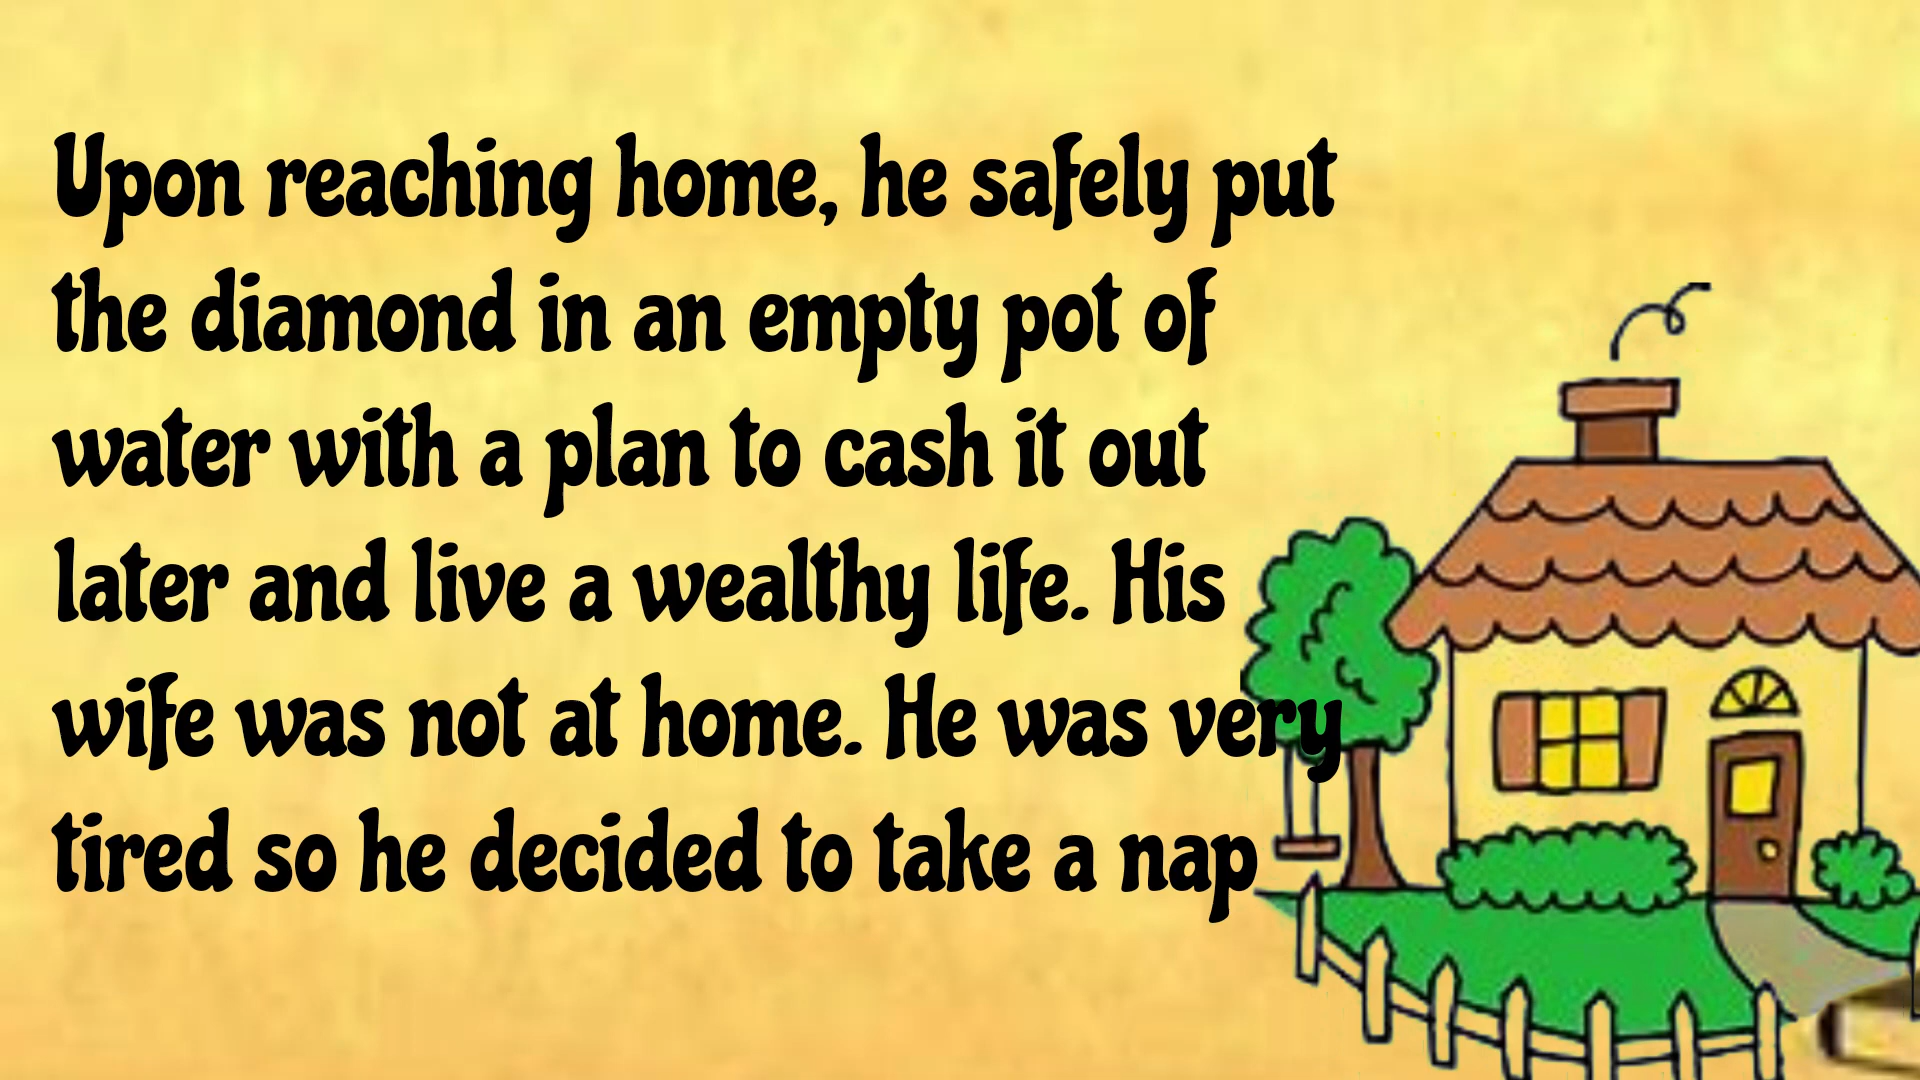 Upon reaching home, he safely put
the diamond in an empty pot of
water with a plan to cash it out
later and live a wealthy life. His
wife was not at home. He was very
tired so he decided to take a nap